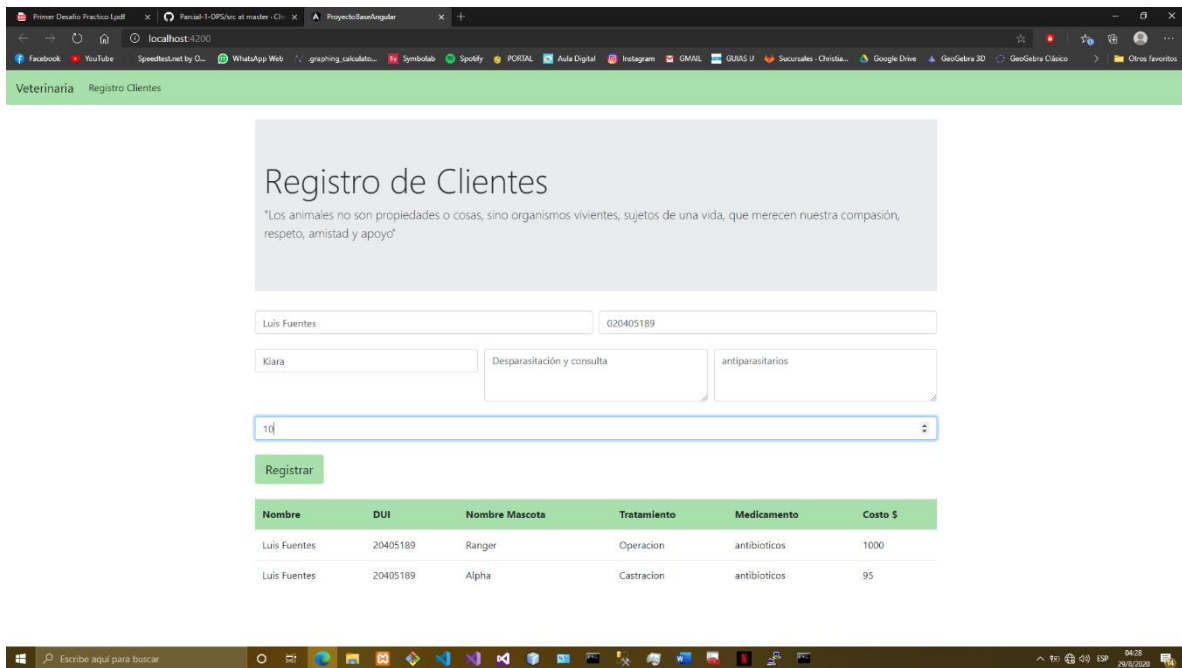 Primer Desafio Practico I.pdf
Parcial-1-DPS/src at master · Chr
ProyectoBaseAngular
localhost:4200
Facebook YouTube Speedtest.net by O... WhatsApp Web graphing_calculato... Symbolab Spotify PORTAL Aula Digital Instagram GMAIL GUIAS U Sucursales - Christia... Google Drive GeoGebra 3D GeoGebra Clásico Otros favoritos
Veterinaria Registro Clientes
Registro de Clientes
"Los animales no son propiedades o cosas, sino organismos vivientes, sujetos de una vida, que merecen nuestra compasión,
respeto, amistad y apoyo"
Luis Fuentes 020405189
Kiara Desparasitación y consulta antiparasitarios
10
Registrar
Nombre DUI Nombre Mascota Tratamiento Medicamento Costo $
Luis Fuentes 20405189 Ranger Operacion antibioticos 1000
Luis Fuentes 20405189 Alpha Castracion antibioticos 95
Escribe aquí para buscar
ESP
04:28
29/8/2020